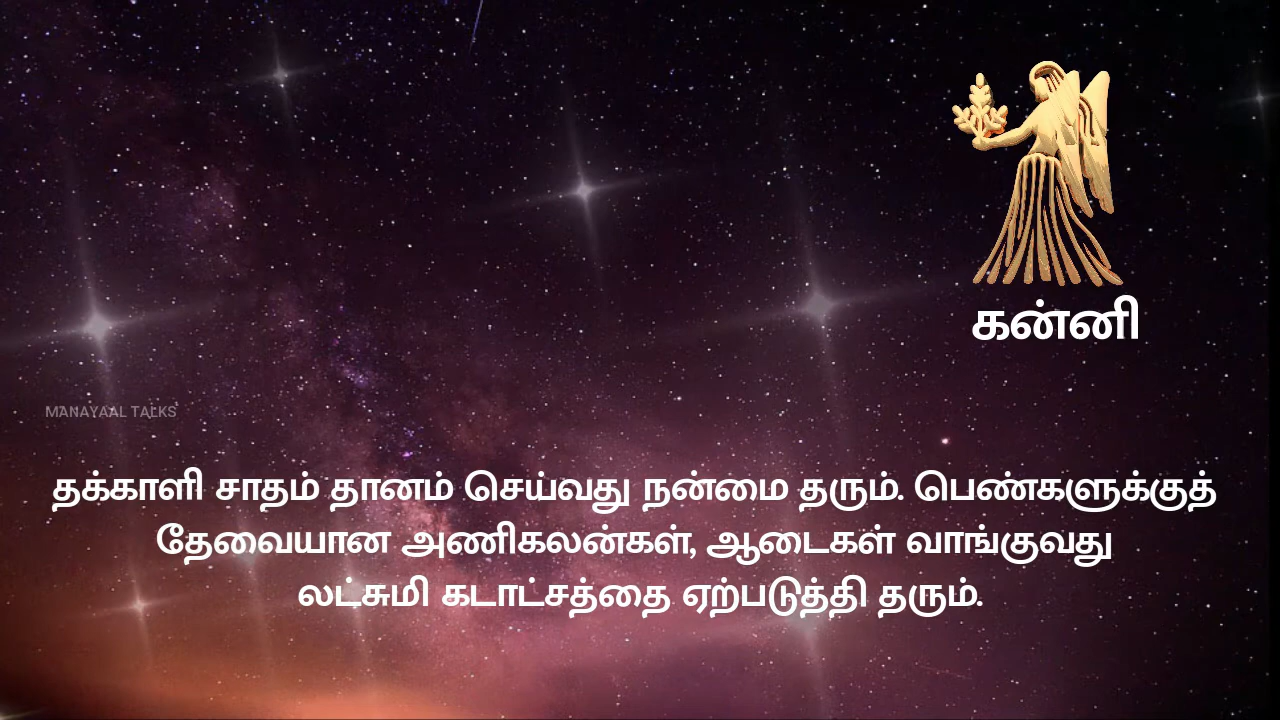 கன்னி
MANAYAAL TALKS
தக்காளி சாதம் தானம் செய்வது நன்மை தரும். பெண்களுக்குத்
தேவையான அணிகலன்கள், ஆடைகள் வாங்குவது
லட்சுமி கடாட்சத்தை ஏற்படுத்தி தரும்.